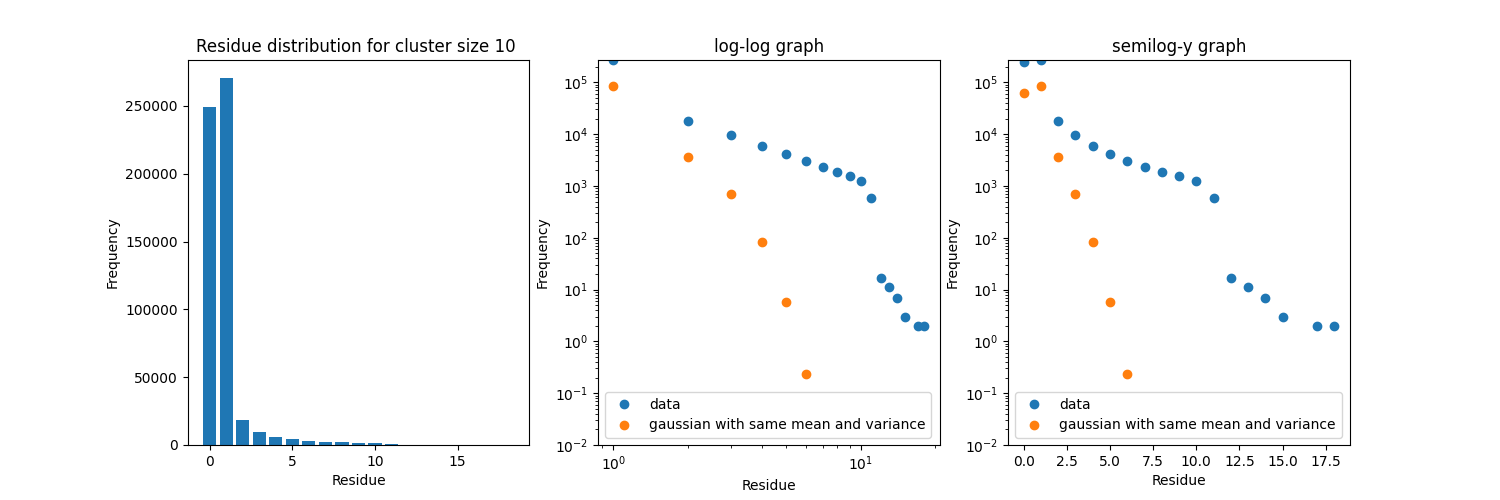 Residue distribution for cluster size 10
Frequency
250000
200000
150000
100000
50000
0
0 5 10 15
Residue
log-log graph
Frequency
10^5
10^4
10^3
10^2
10^1
10^0
10^-1
10^-2
data
gaussian with same mean and variance
10^0 10^1
Residue
semilog-y graph
Frequency
10^5
10^4
10^3
10^2
10^1
10^0
10^-1
10^-2
data
gaussian with same mean and variance
0.0 2.5 5.0 7.5 10.0 12.5 15.0 17.5
Residue